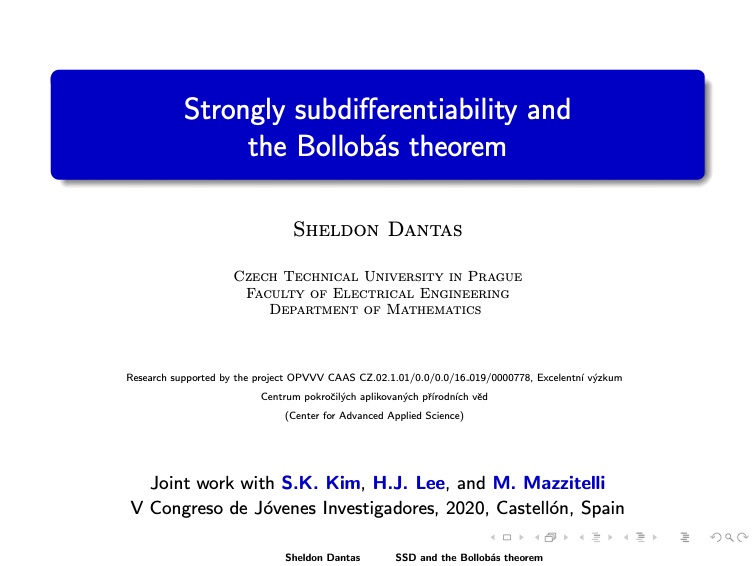 Strongly subdifferentiability and
the Bollobás theorem
Sheldon Dantas
Czech Technical University in Prague
Faculty of Electrical Engineering
Department of Mathematics
Research supported by the project OPVVV CAAS CZ.02.1.01/0.0/0.0/16_019/0000778, Excelentní výzkum
Centrum pokročilých aplikovaných přírodních věd
(Center for Advanced Applied Science)
Joint work with S.K. Kim, H.J. Lee, and M. Mazzitelli
V Congreso de Jóvenes Investigadores, 2020, Castellón, Spain
Sheldon Dantas SSD and the Bollobás theorem